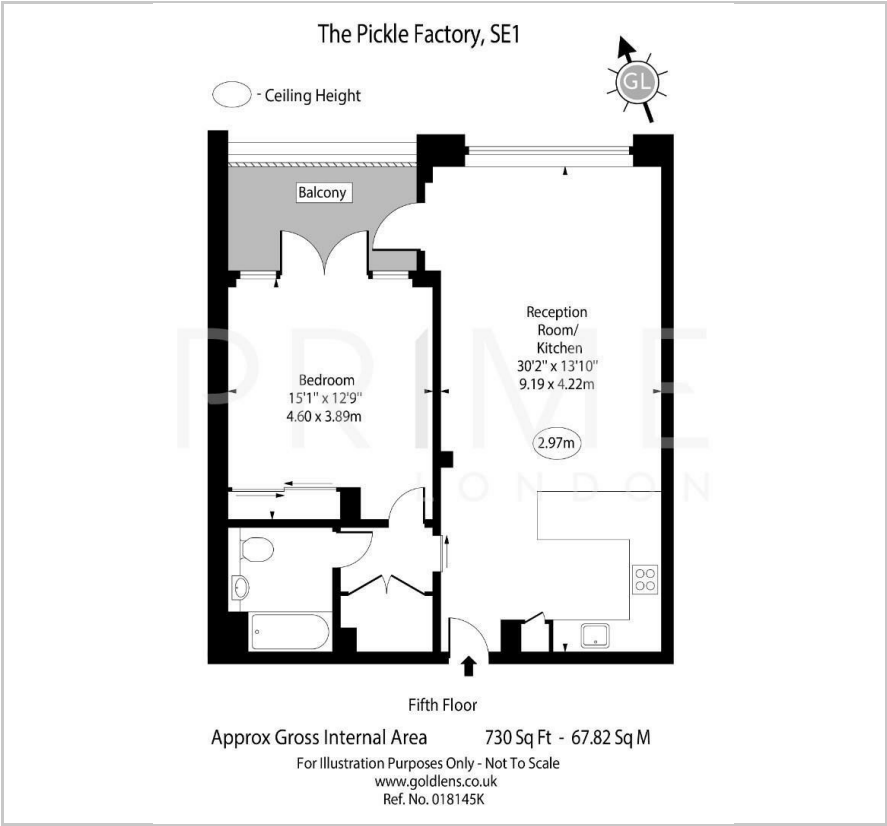 The Pickle Factory, SE1
GL
- Ceiling Height
Balcony
Reception
Room/
Kitchen
30'2" x 13'10"
9.19 x 4.22m
Bedroom
15'1" x 12'9"
4.60 x 3.89m
2.97m
PRIME
LONDON
Fifth Floor
Approx Gross Internal Area 730 Sq Ft - 67.82 Sq M
For Illustration Purposes Only - Not To Scale
www.goldlens.co.uk
Ref. No. 018145K